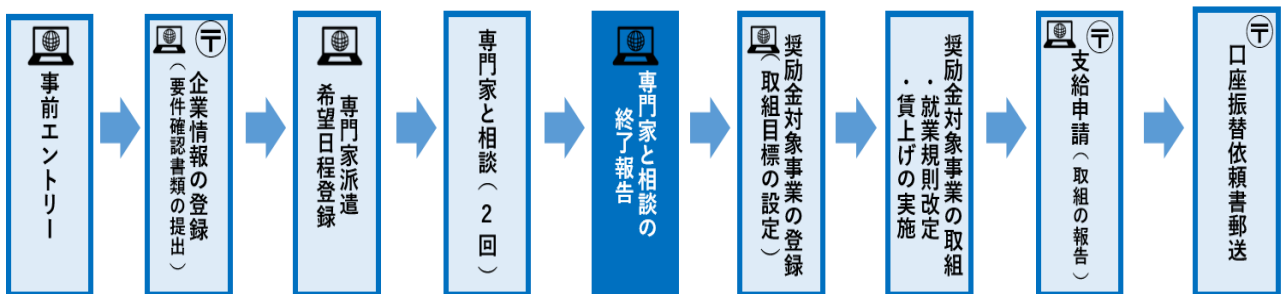 事前エントリー
〒
企業情報の登録
（要件確認書類の提出）
専門家派遣
希望日程登録
専門家と相談（2回）
専門家と相談の
終了報告
奨励金対象事業の登録
（取組目標の設定）
奨励金対象事業の取組
・就業規則改定
・賃上げの実施
〒
支給申請（取組の報告）
〒
口座振替依頼書郵送